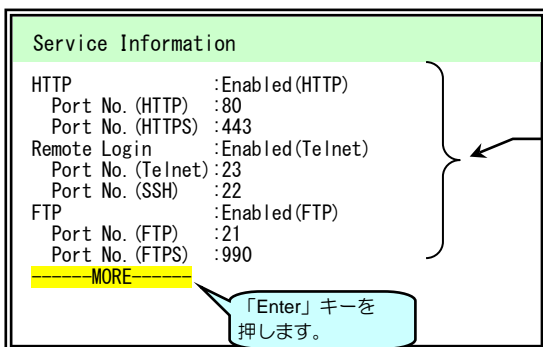 Service Information
HTTP :Enabled(HTTP)
Port No.(HTTP) :80
Port No.(HTTPS) :443
Remote Login :Enabled(Telnet)
Port No.(Telnet):23
Port No.(SSH) :22
FTP :Enabled(FTP)
Port No.(FTP) :21
Port No.(FTPS) :990
------MORE------
「Enter」キーを
押します。